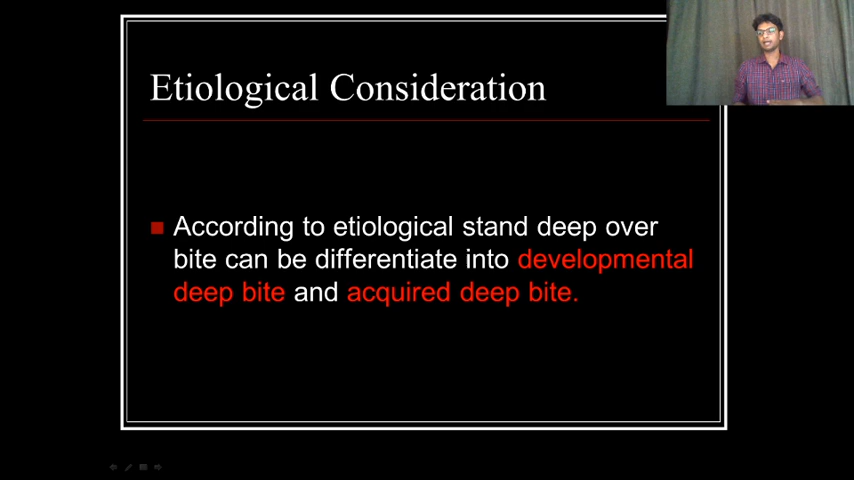 Etiological Consideration
According to etiological stand deep over
bite can be differentiate into developmental
deep bite and acquired deep bite.